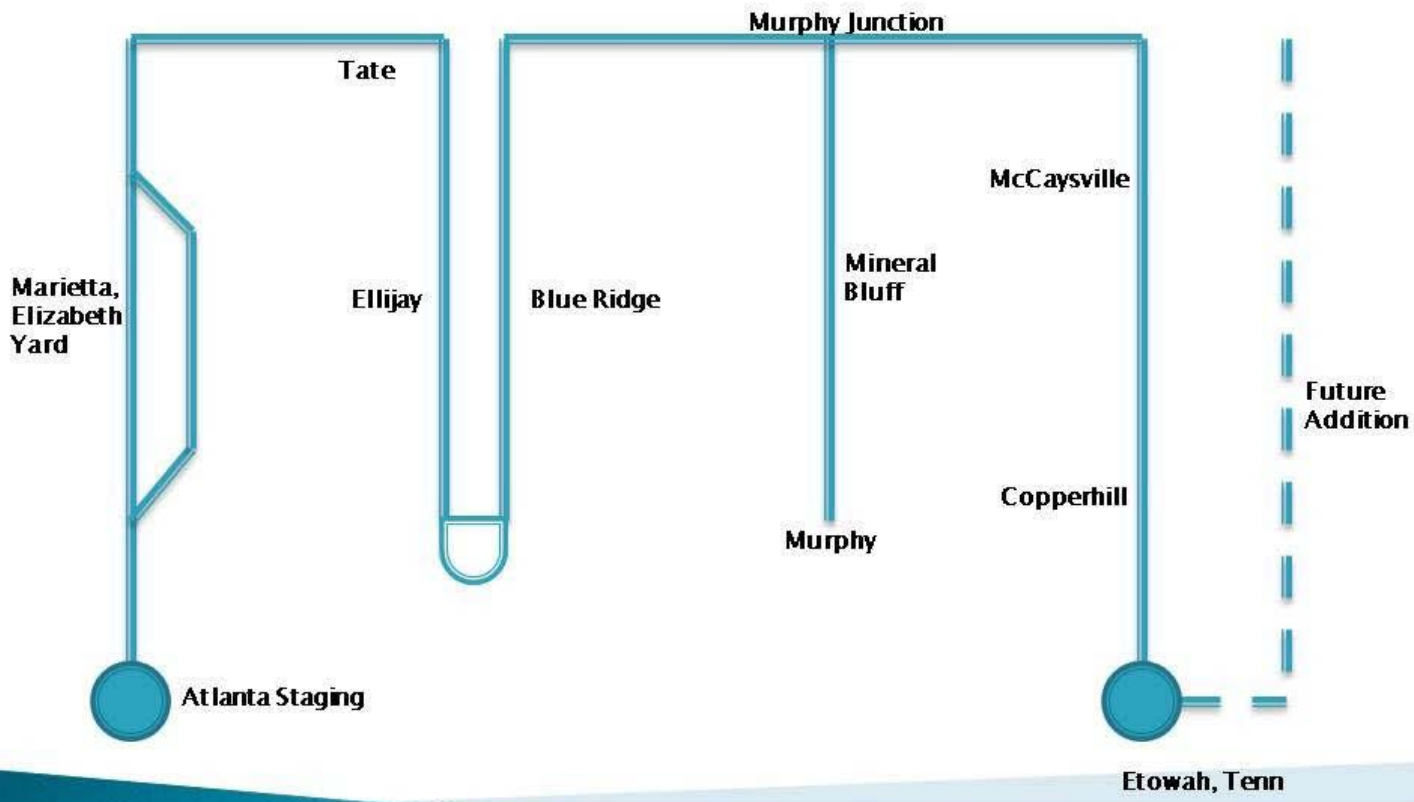 Murphy Junction
Tate
McCaysville
Marietta,
Elizabeth
Yard
Ellijay
Blue Ridge
Mineral
Bluff
Future
Addition
Copperhill
Murphy
Atlanta Staging
Etowah, Tenn